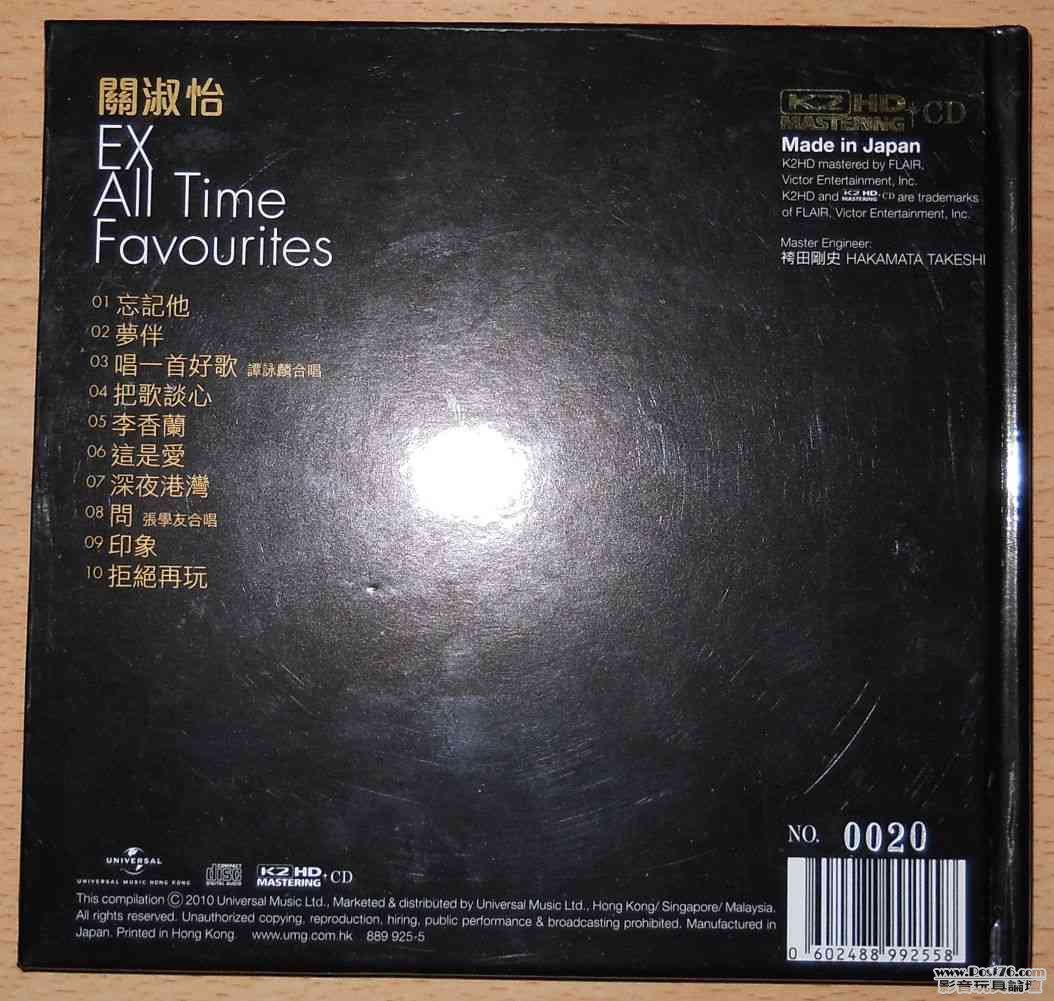 關淑怡
EX
All Time
Favourites
01 忘記他
02 夢伴
03 唱一首好歌 譚詠麟合唱
04 把歌談心
05 李香蘭
06 這是愛
07 深夜港灣
08 問 張學友合唱
09 印象
10 拒絕再玩
K2 HD
MASTERING + CD
Made in Japan
K2HD mastered by FLAIR,
Victor Entertainment, Inc.
K2HD and K2 HD MASTERING CD are trademarks
of FLAIR, Victor Entertainment, Inc.
Master Engineer:
袴田剛史 HAKAMATA TAKESHI
NO. 0020
0 602488 992558
UNIVERSAL
UNIVERSAL MUSIC HONG KONG
COMPACT
disc
DIGITAL AUDIO
K2 HD
MASTERING + CD
This compilation Ⓒ 2010 Universal Music Ltd., Marketed & distributed by Universal Music Ltd., Hong Kong/ Singapore/ Malaysia.
All rights reserved. Unauthorized copying, reproduction, hiring, public performance & broadcasting prohibited. Manufactured in
Japan. Printed in Hong Kong. www.umg.com.hk 889 925-5
www.Post76.com
影音玩具論壇